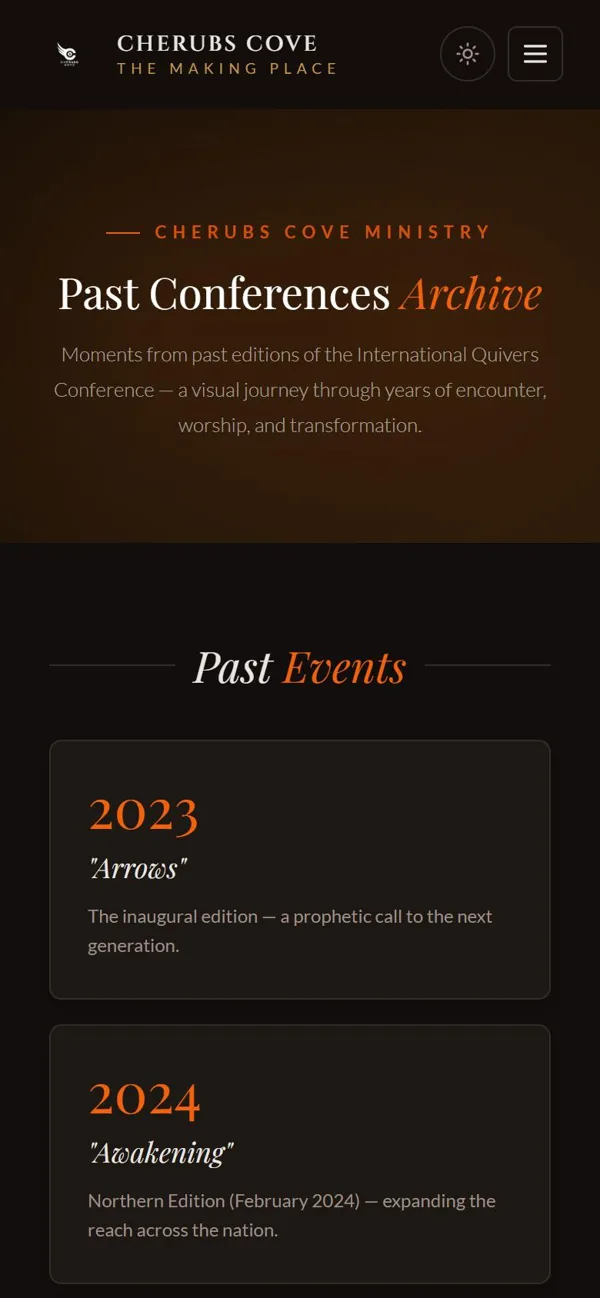 CHERUBS COVE
THE MAKING PLACE
CHERUBS COVE MINISTRY
Past Conferences Archive
Moments from past editions of the International Quivers
Conference — a visual journey through years of encounter,
worship, and transformation.
Past Events
2023
"Arrows"
The inaugural edition — a prophetic call to the next
generation.
2024
"Awakening"
Northern Edition (February 2024) — expanding the
reach across the nation.